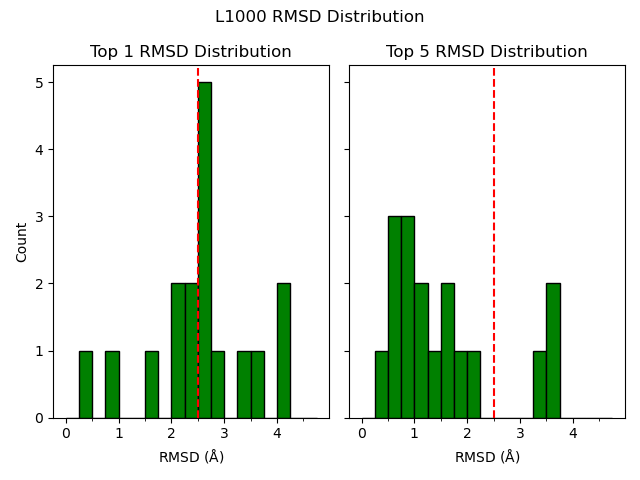 L1000 RMSD Distribution
Top 1 RMSD Distribution
Top 5 RMSD Distribution
5
4
3
2
1
0
Count
0 1 2 3 4
0 1 2 3 4
RMSD (Å)
RMSD (Å)